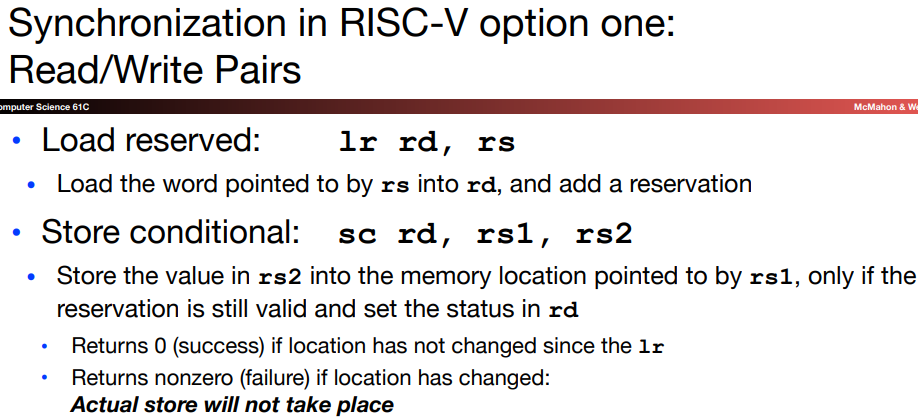 Synchronization in RISC-V option one:
Read/Write Pairs
omputer Science 61C
McMahon & We
• Load reserved: lr rd, rs
• Load the word pointed to by rs into rd, and add a reservation
• Store conditional: sc rd, rs1, rs2
• Store the value in rs2 into the memory location pointed to by rs1, only if the
reservation is still valid and set the status in rd
• Returns 0 (success) if location has not changed since the lr
• Returns nonzero (failure) if location has changed:
Actual store will not take place